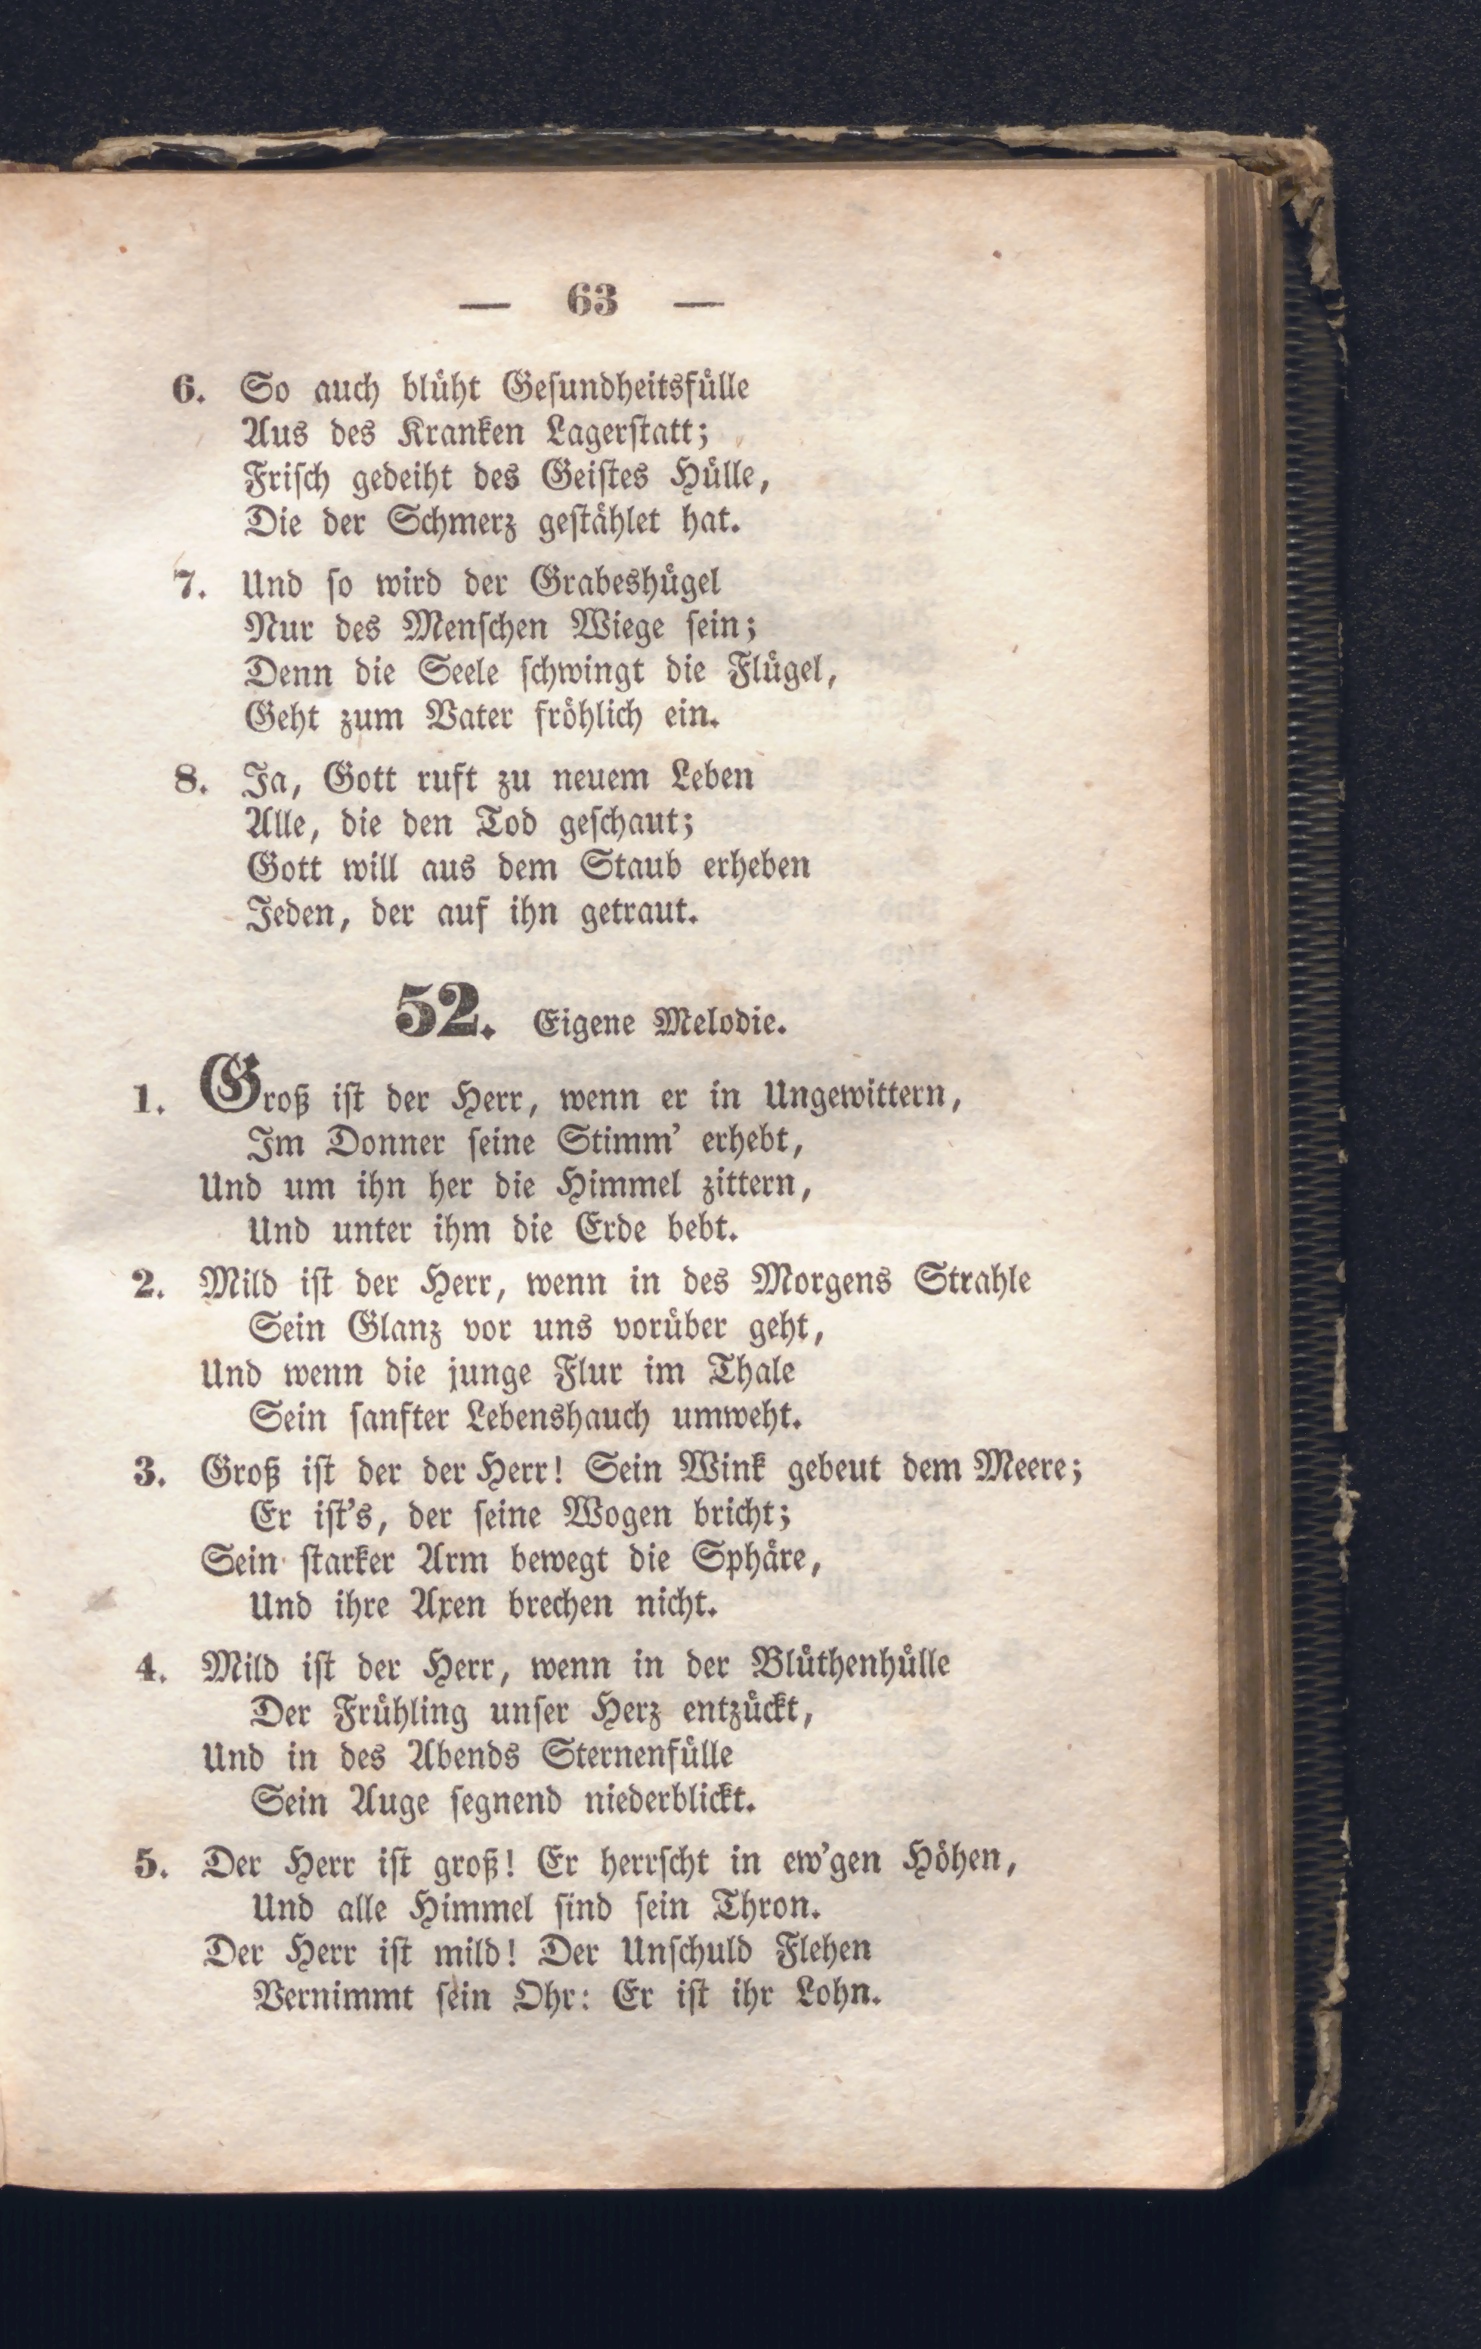 — 63 —
6. So auch blüht Gesundheitsfülle
Aus des Kranken Lagerstatt;
Frisch gedeiht des Geistes Hülle,
Die der Schmerz gestählet hat.
7. Und so wird der Grabeshügel
Nur des Menschen Wiege sein;
Denn die Seele schwingt die Flügel,
Geht zum Vater fröhlich ein.
8. Ja, Gott ruft zu neuem Leben
Alle, die den Tod geschaut;
Gott will aus dem Staub erheben
Jeden, der auf ihn getraut.
52. Eigene Melodie.
1. Groß ist der Herr, wenn er in Ungewittern,
Im Donner seine Stimm' erhebt,
Und um ihn her die Himmel zittern,
Und unter ihm die Erde bebt.
2. Mild ist der Herr, wenn in des Morgens Strahle
Sein Glanz vor uns vorüber geht,
Und wenn die junge Flur im Thale
Sein sanfter Lebenshauch umweht.
3. Groß ist der der Herr! Sein Wink gebeut dem Meere;
Er ist's, der seine Wogen bricht;
Sein starker Arm bewegt die Sphäre,
Und ihre Axen brechen nicht.
4. Mild ist der Herr, wenn in der Blüthenhülle
Der Frühling unser Herz entzückt,
Und in des Abends Sternenfülle
Sein Auge segnend niederblickt.
5. Der Herr ist groß! Er herrscht in ew'gen Höhen,
Und alle Himmel sind sein Thron.
Der Herr ist mild! Der Unschuld Flehen
Vernimmt sein Ohr: Er ist ihr Lohn.